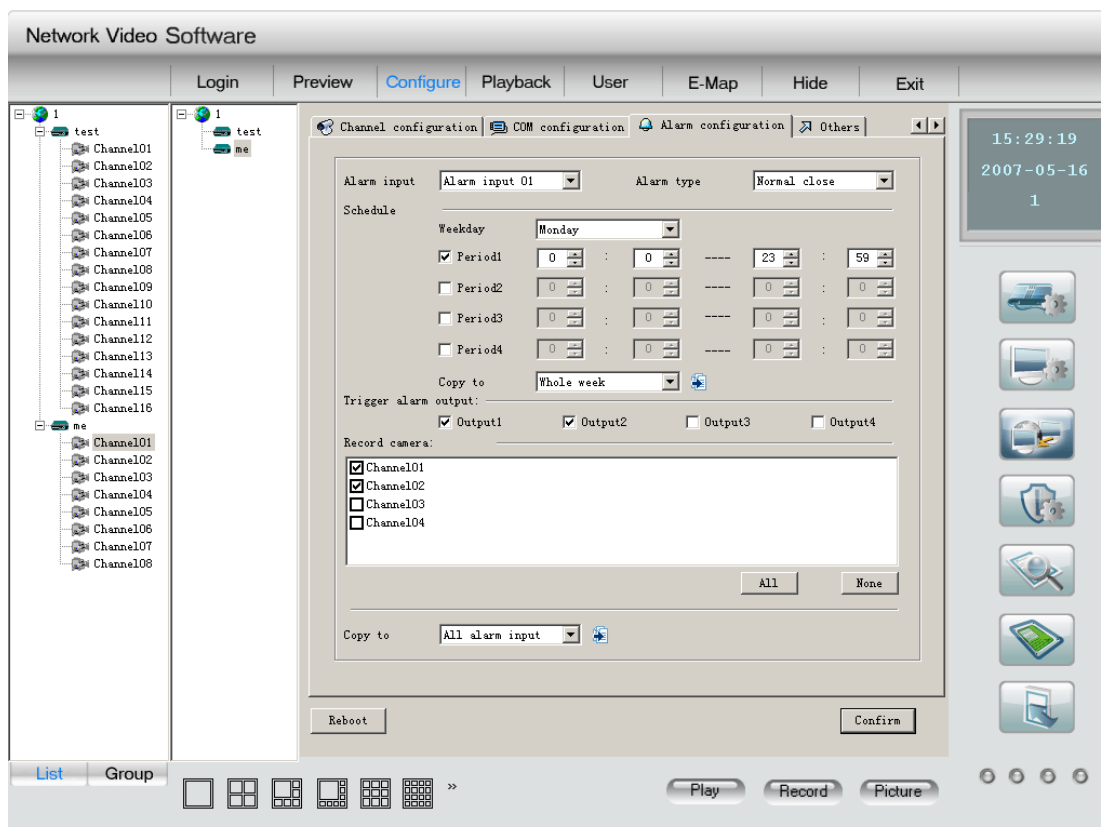 Network Video Software
Login Preview Configure Playback User E-Map Hide Exit
1
test
Channel01
Channel02
Channel03
Channel04
Channel05
Channel06
Channel07
Channel08
Channel09
Channel10
Channel11
Channel12
Channel13
Channel14
Channel15
Channel16
me
Channel01
Channel02
Channel03
Channel04
Channel05
Channel06
Channel07
Channel08
List Group
1
test
me
Channel configuration COM configuration Alarm configuration Others
Alarm input Alarm input 01 Alarm type Normal close
Schedule
Weekday Monday
Period1 0 : 0 ---- 23 : 59
Period2 0 : 0 ---- 0 : 0
Period3 0 : 0 ---- 0 : 0
Period4 0 : 0 ---- 0 : 0
Copy to Whole week
Trigger alarm output:
Output1 Output2 Output3 Output4
Record camera:
Channel01
Channel02
Channel03
Channel04
All None
Copy to All alarm input
Reboot Confirm
»
Play Record Picture
15:29:19
2007-05-16
1